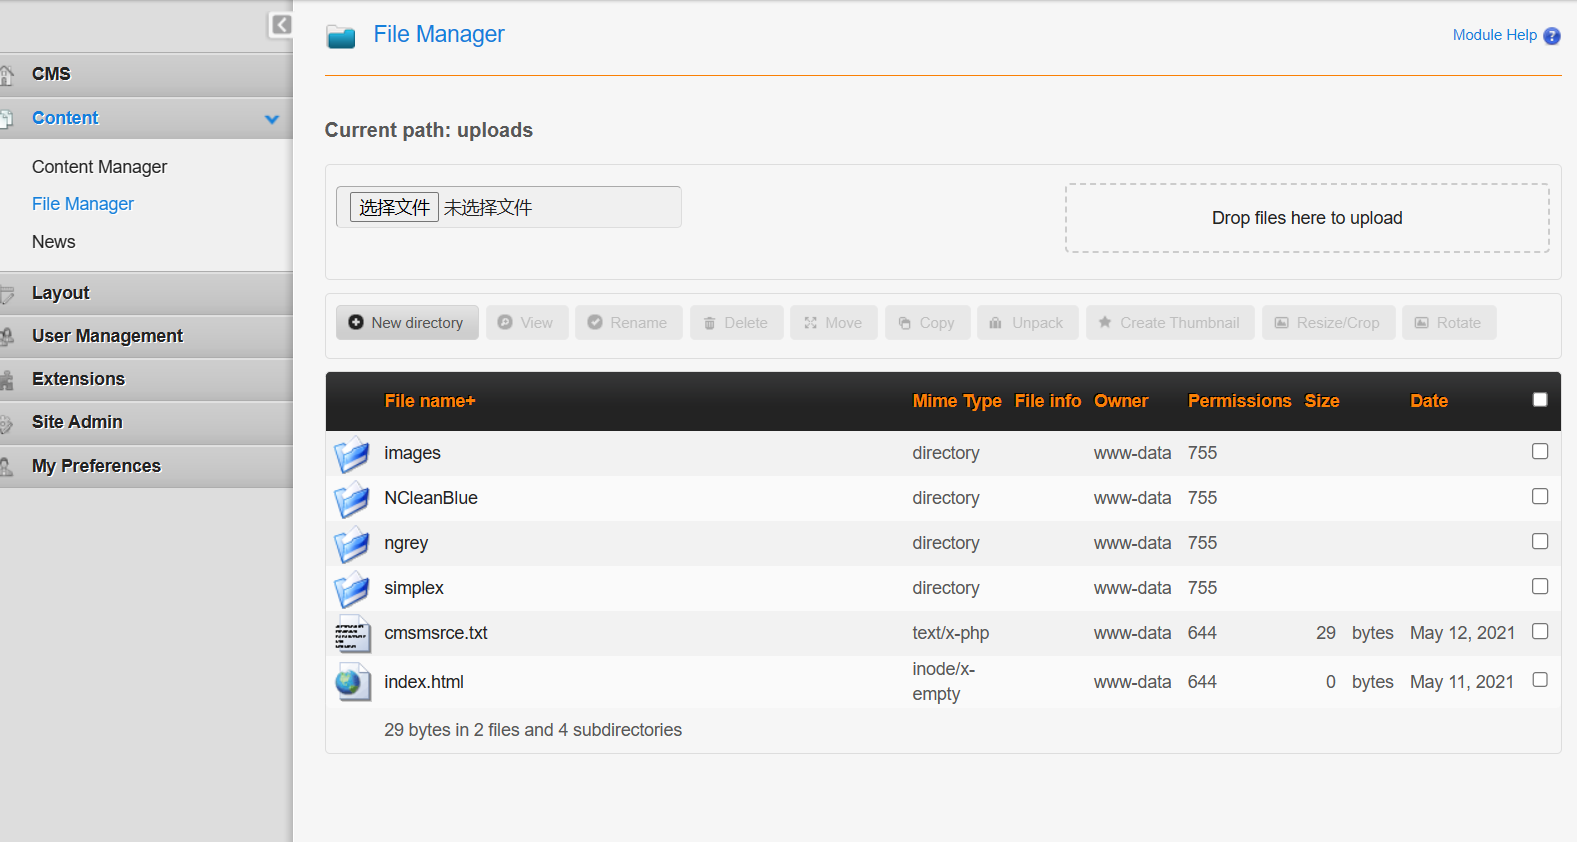 File Manager
Module Help
CMS
Content
Content Manager
File Manager
News
Layout
User Management
Extensions
Site Admin
My Preferences
Current path: uploads
选择文件 未选择文件
Drop files here to upload
New directory View Rename Delete Move Copy Unpack Create Thumbnail Resize/Crop Rotate
File name+ Mime Type File info Owner Permissions Size Date
images directory www-data 755
NCleanBlue directory www-data 755
ngrey directory www-data 755
simplex directory www-data 755
cmsmsrce.txt text/x-php www-data 644 29 bytes May 12, 2021
index.html inode/x-empty www-data 644 0 bytes May 11, 2021
29 bytes in 2 files and 4 subdirectories